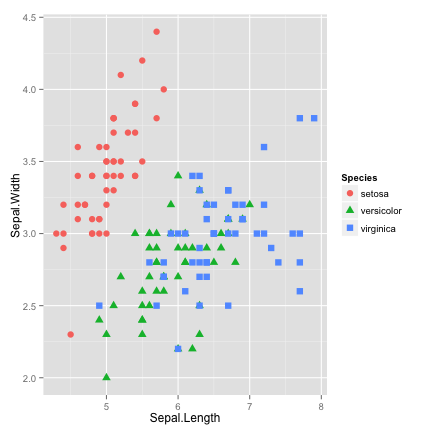 4.5
4.0
3.5
3.0
2.5
2.0
Sepal.Width
5 6 7 8
Sepal.Length
Species
setosa
versicolor
virginica